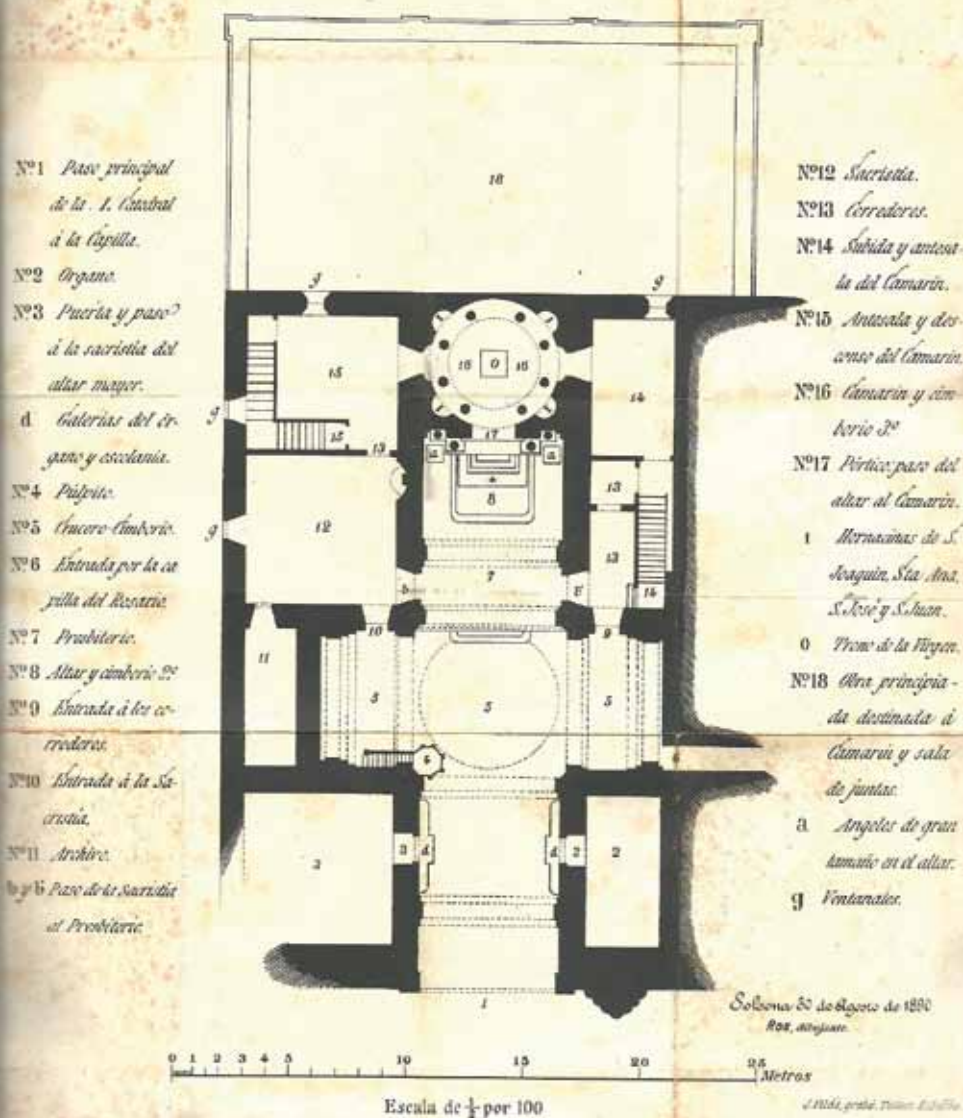 Nº1 Paso principal
de la I. Catedral
á la Capilla.
Nº2 Organo.
Nº3 Puerta y paso
á la sacristía del
altar mayor.
d Galerías del ór-
gano y escolanía.
Nº4 Púlpito.
Nº5 Crucero-Cimborio.
Nº6 Entrada por la ca
pilla del Rosario.
Nº7 Presbiterio.
Nº8 Altar y cimborio 2º
Nº9 Entrada á los co-
rredores.
Nº10 Entrada á la Sa-
cristía,
Nº11 Archivo.
b y b Paso de la Sacristía
al Presbiterio.
18
g
g
15
16
0
16
14
g
15
13
17
a
a
8
13
12
13
g
7
b
b
14
10
9
11
5
5
5
6
6
3
3
d
d
2
2
1
Nº12 Sacristía.
Nº13 Corredores.
Nº14 Subida y antesa-
la del Camarín.
Nº15 Antesala y des-
canso del Camarín.
Nº16 Camarín y cim-
borio 3º
Nº17 Pórtico; paso del
altar al Camarín.
1 Hornacinas de S.
Joaquín, Sta Ana,
S. José y S. Juan.
0 Trono de la Virgen.
Nº18 Obra principia-
da destinada á
Camarín y sala
de juntas.
a Angeles de gran
tamaño en el altar.
g Ventanales.
Solsona 30 de Agosto de 1890
Ros, dibujante.
0 1 2 3 4 5 10 15 20 25
Metros
Escala de ½ por 100
J. Vilá, grabó.